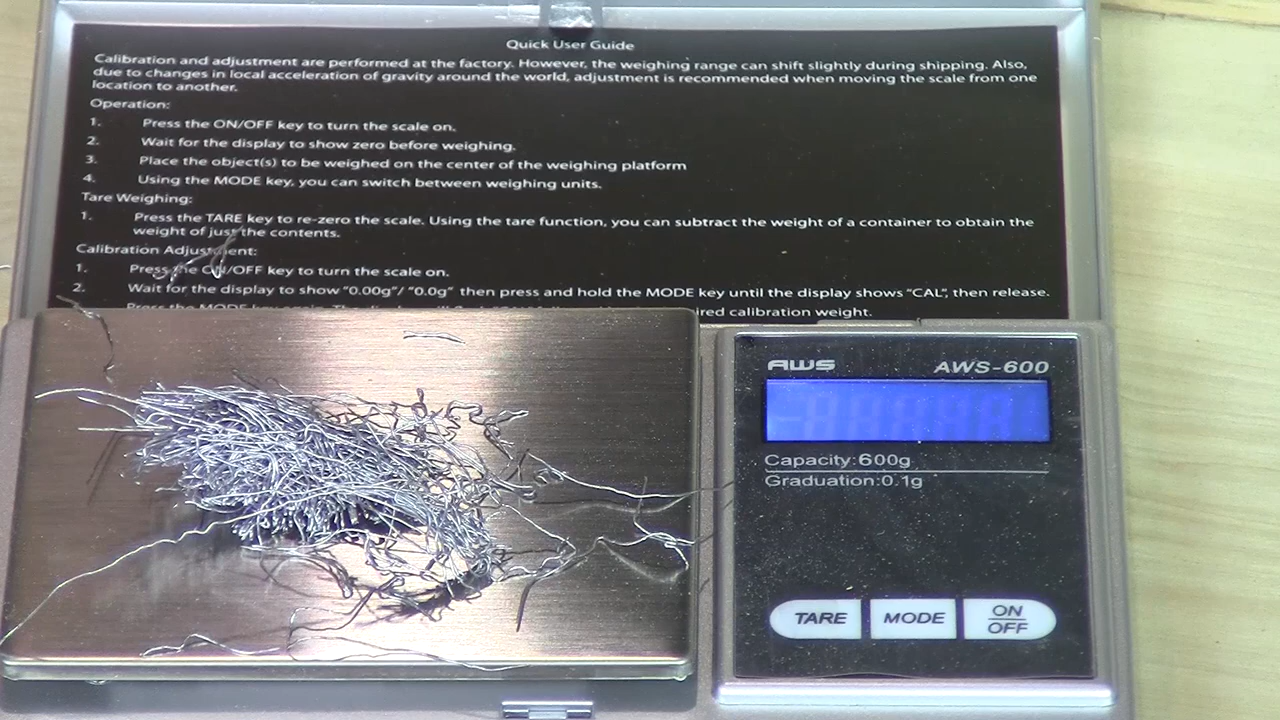 Quick User Guide
Calibration and adjustment are performed at the factory. However, the weighing range can shift slightly during shipping. Also,
due to changes in local acceleration of gravity around the world, adjustment is recommended when moving the scale from one
location to another.
Operation:
1. Press the ON/OFF key to turn the scale on.
2. Wait for the display to show zero before weighing.
3. Place the object(s) to be weighed on the center of the weighing platform
4. Using the MODE key, you can switch between weighing units.
Tare Weighing:
1. Press the TARE key to re-zero the scale. Using the tare function, you can subtract the weight of a container to obtain the
weight of just the contents.
Calibration Adjustment:
1. Press the ON/OFF key to turn the scale on.
2. Wait for the display to show "0.00g"/ "0.0g" then press and hold the MODE key until the display shows "CAL", then release.
Press the MODE calibration weight.
AWS AWS-600
Capacity:600g
Graduation:0.1g
TARE MODE ON OFF